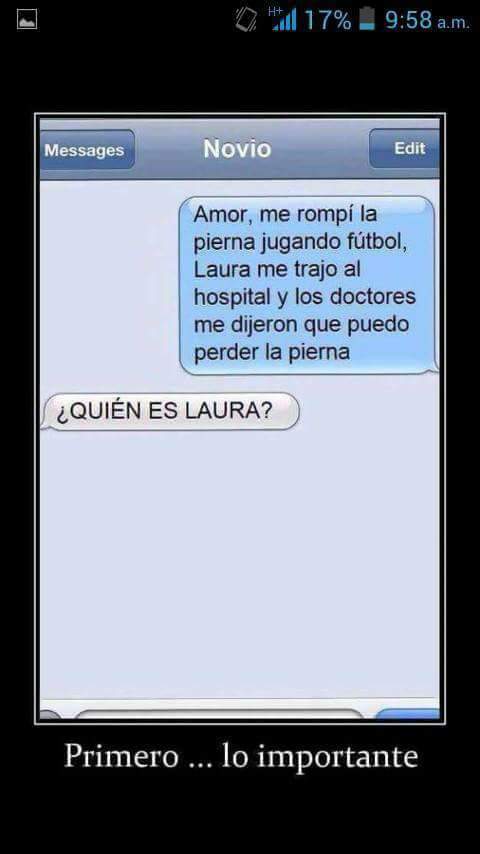 H+ 17% 9:58 a.m.
Messages Novio Edit
Amor, me rompí la
pierna jugando fútbol,
Laura me trajo al
hospital y los doctores
me dijeron que puedo
perder la pierna
¿QUIÉN ES LAURA?
Primero ... lo importante